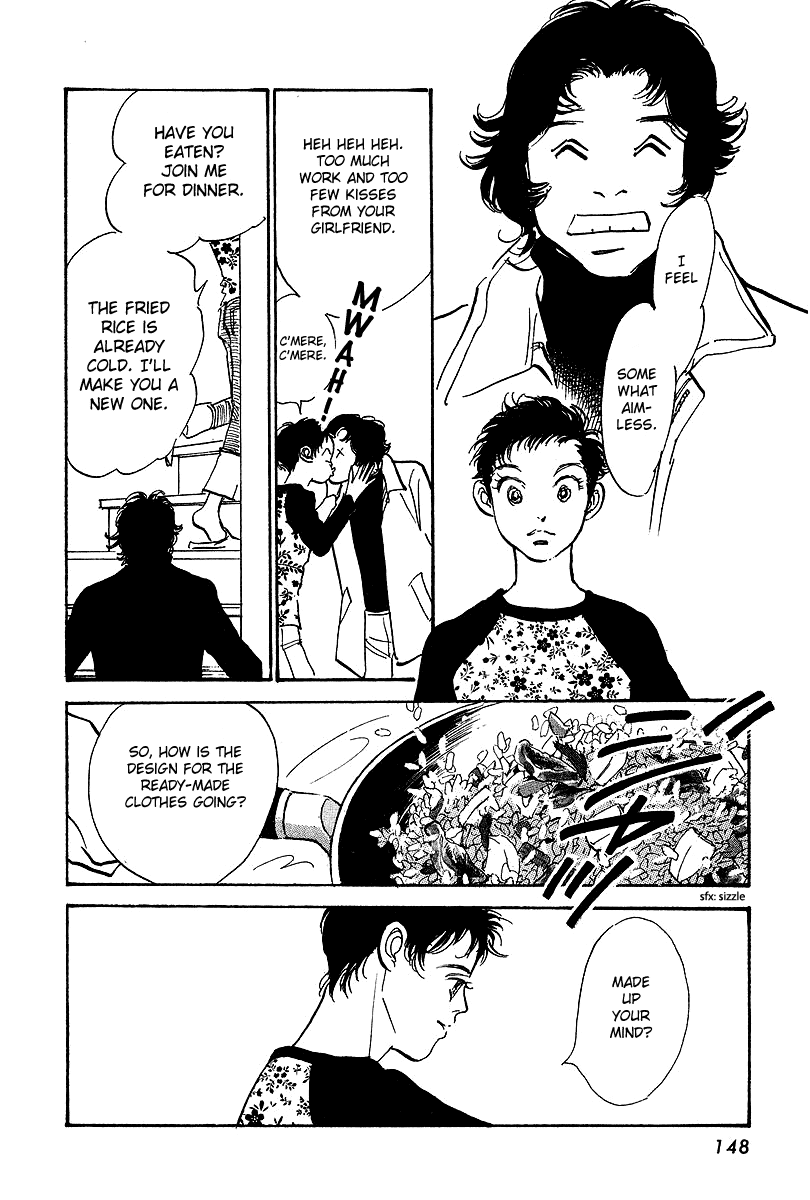 I
FEEL
SOME
WHAT
AIM-
LESS.
HEH HEH HEH.
TOO MUCH
WORK AND TOO
FEW KISSES
FROM YOUR
GIRLFRIEND.
C'MERE,
C'MERE.
MWAH!
HAVE YOU
EATEN?
JOIN ME
FOR DINNER.
THE FRIED
RICE IS
ALREADY
COLD. I'LL
MAKE YOU A
NEW ONE.
SO, HOW IS THE
DESIGN FOR THE
READY-MADE
CLOTHES GOING?
sfx: sizzle
MADE
UP
YOUR
MIND?
148